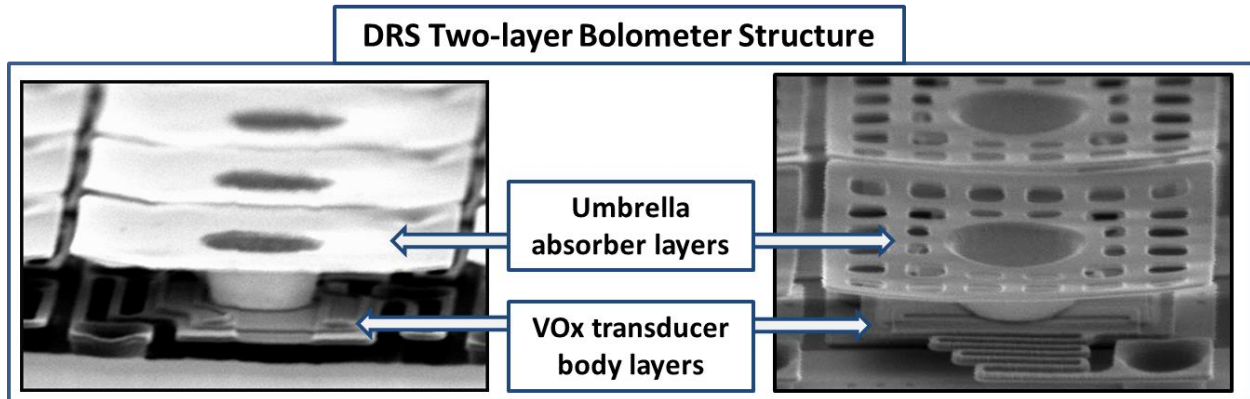 DRS Two-layer Bolometer Structure
Umbrella
absorber layers
VOx transducer
body layers